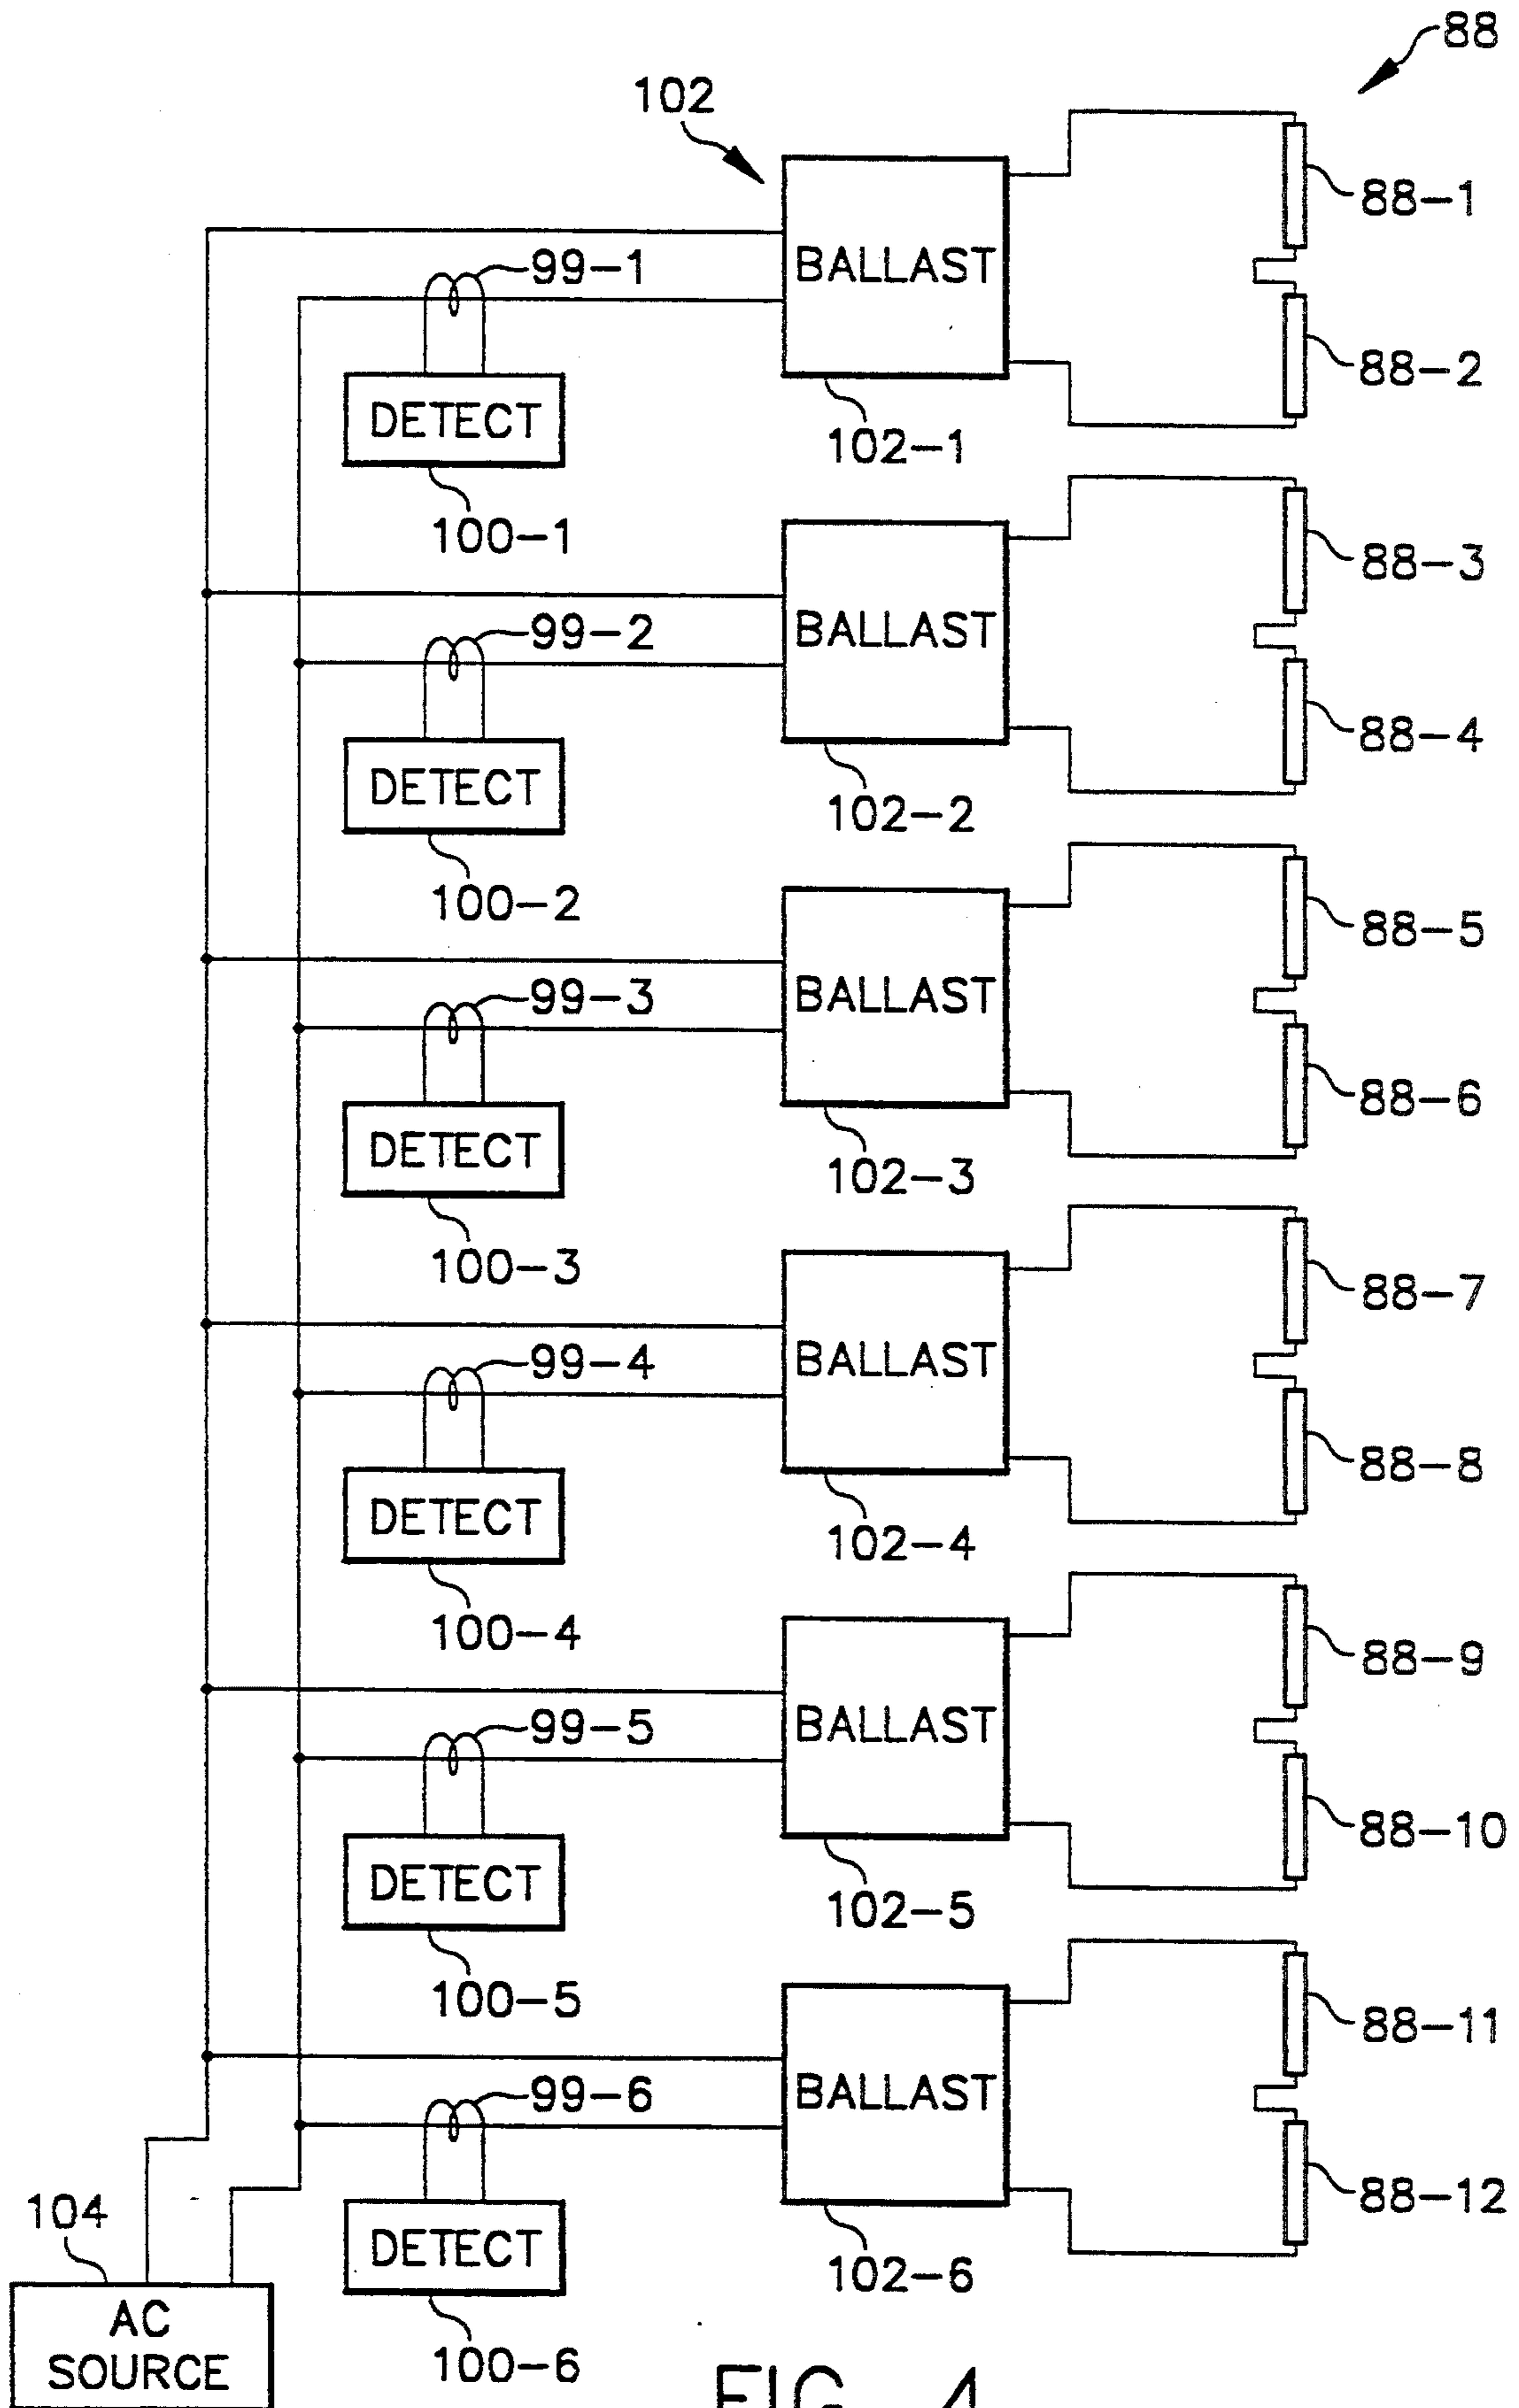 88
102
88-1
BALLAST
99-1
88-2
DETECT
102-1
100-1
88-3
BALLAST
99-2
88-4
DETECT
102-2
100-2
88-5
BALLAST
99-3
88-6
DETECT
102-3
100-3
88-7
BALLAST
99-4
88-8
DETECT
102-4
100-4
88-9
BALLAST
99-5
88-10
DETECT
102-5
100-5
88-11
BALLAST
99-6
88-12
104
DETECT
102-6
AC
SOURCE
100-6
FIG. 4